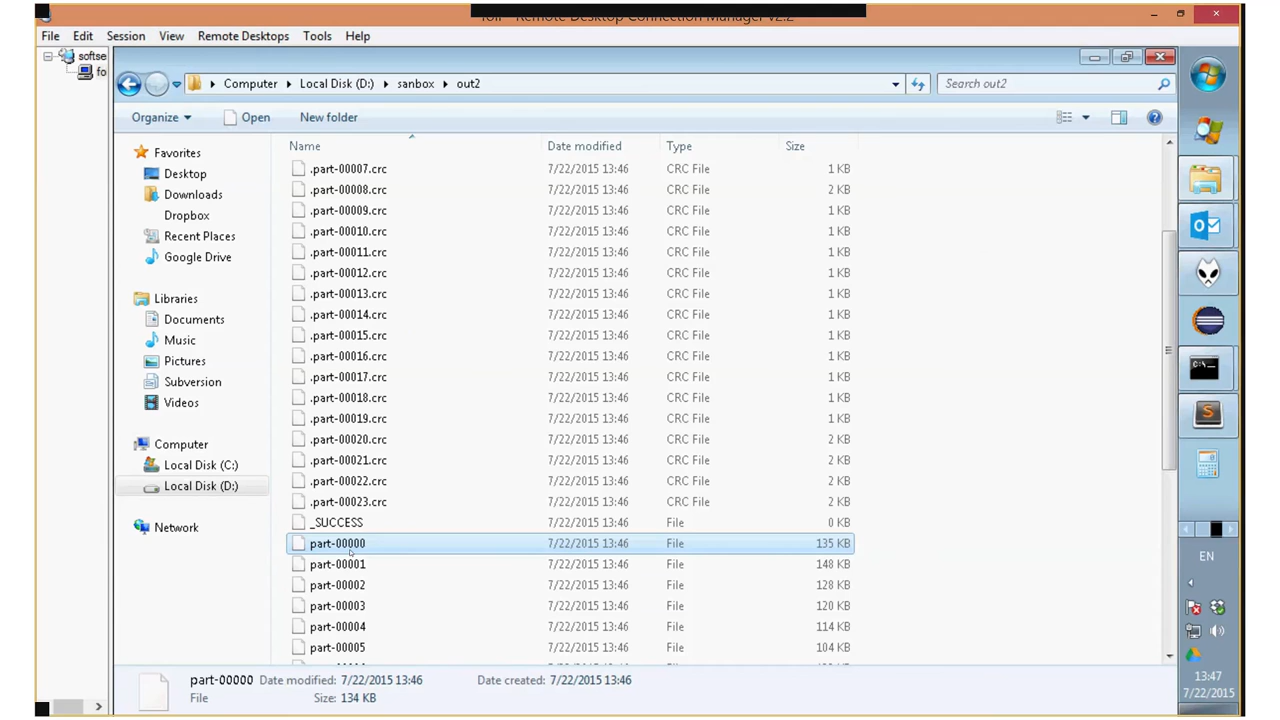 Remote Desktop Connection Manager v2.2
File Edit Session View Remote Desktops Tools Help
softse
fo
Computer Local Disk (D:) sanbox out2
Search out2
Organize Open New folder
Favorites
Desktop
Downloads
Dropbox
Recent Places
Google Drive
Libraries
Documents
Music
Pictures
Subversion
Videos
Computer
Local Disk (C:)
Local Disk (D:)
Network
Name Date modified Type Size
.part-00007.crc 7/22/2015 13:46 CRC File 1 KB
.part-00008.crc 7/22/2015 13:46 CRC File 2 KB
.part-00009.crc 7/22/2015 13:46 CRC File 1 KB
.part-00010.crc 7/22/2015 13:46 CRC File 1 KB
.part-00011.crc 7/22/2015 13:46 CRC File 1 KB
.part-00012.crc 7/22/2015 13:46 CRC File 1 KB
.part-00013.crc 7/22/2015 13:46 CRC File 1 KB
.part-00014.crc 7/22/2015 13:46 CRC File 1 KB
.part-00015.crc 7/22/2015 13:46 CRC File 1 KB
.part-00016.crc 7/22/2015 13:46 CRC File 1 KB
.part-00017.crc 7/22/2015 13:46 CRC File 1 KB
.part-00018.crc 7/22/2015 13:46 CRC File 1 KB
.part-00019.crc 7/22/2015 13:46 CRC File 1 KB
.part-00020.crc 7/22/2015 13:46 CRC File 2 KB
.part-00021.crc 7/22/2015 13:46 CRC File 2 KB
.part-00022.crc 7/22/2015 13:46 CRC File 2 KB
.part-00023.crc 7/22/2015 13:46 CRC File 2 KB
_SUCCESS 7/22/2015 13:46 File 0 KB
part-00000 7/22/2015 13:46 File 135 KB
part-00001 7/22/2015 13:46 File 148 KB
part-00002 7/22/2015 13:46 File 128 KB
part-00003 7/22/2015 13:46 File 120 KB
part-00004 7/22/2015 13:46 File 114 KB
part-00005 7/22/2015 13:46 File 104 KB
part-00000 Date modified: 7/22/2015 13:46 Date created: 7/22/2015 13:46
File Size: 134 KB
C:\
S
EN
13:47
7/22/2015